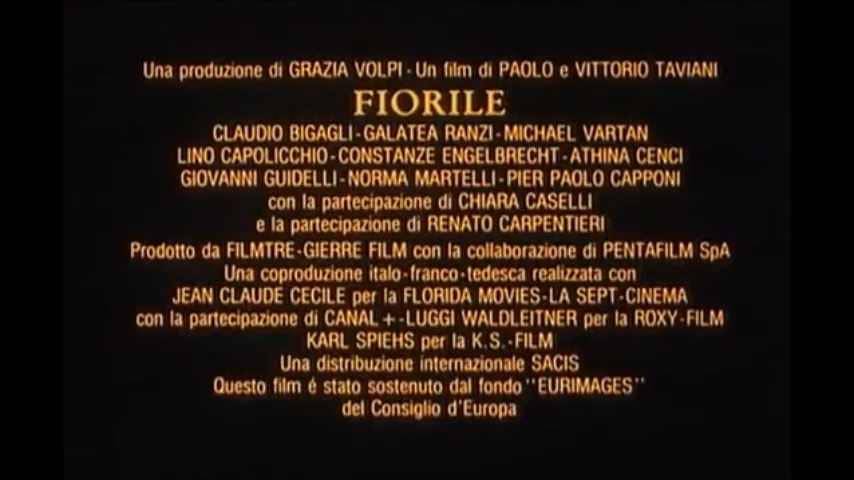 Una produzione di GRAZIA VOLPI - Un film di PAOLO e VITTORIO TAVIANI
FIORILE
CLAUDIO BIGAGLI - GALATEA RANZI - MICHAEL VARTAN
LINO CAPOLICCHIO - CONSTANZE ENGELBRECHT - ATHINA CENCI
GIOVANNI GUIDELLI - NORMA MARTELLI - PIER PAOLO CAPPONI
con la partecipazione di CHIARA CASELLI
e la partecipazione di RENATO CARPENTIERI
Prodotto da FILMTRE - GIERRE FILM con la collaborazione di PENTAFILM SpA
Una coproduzione italo-franco-tedesca realizzata con
JEAN CLAUDE CECILE per la FLORIDA MOVIES - LA SEPT - CINEMA
con la partecipazione di CANAL + - LUGGI WALDLEITNER per la ROXY-FILM
KARL SPIEHS per la K.S.-FILM
Una distribuzione internazionale SACIS
Questo film é stato sostenuto dal fondo "EURIMAGES"
del Consiglio d'Europa